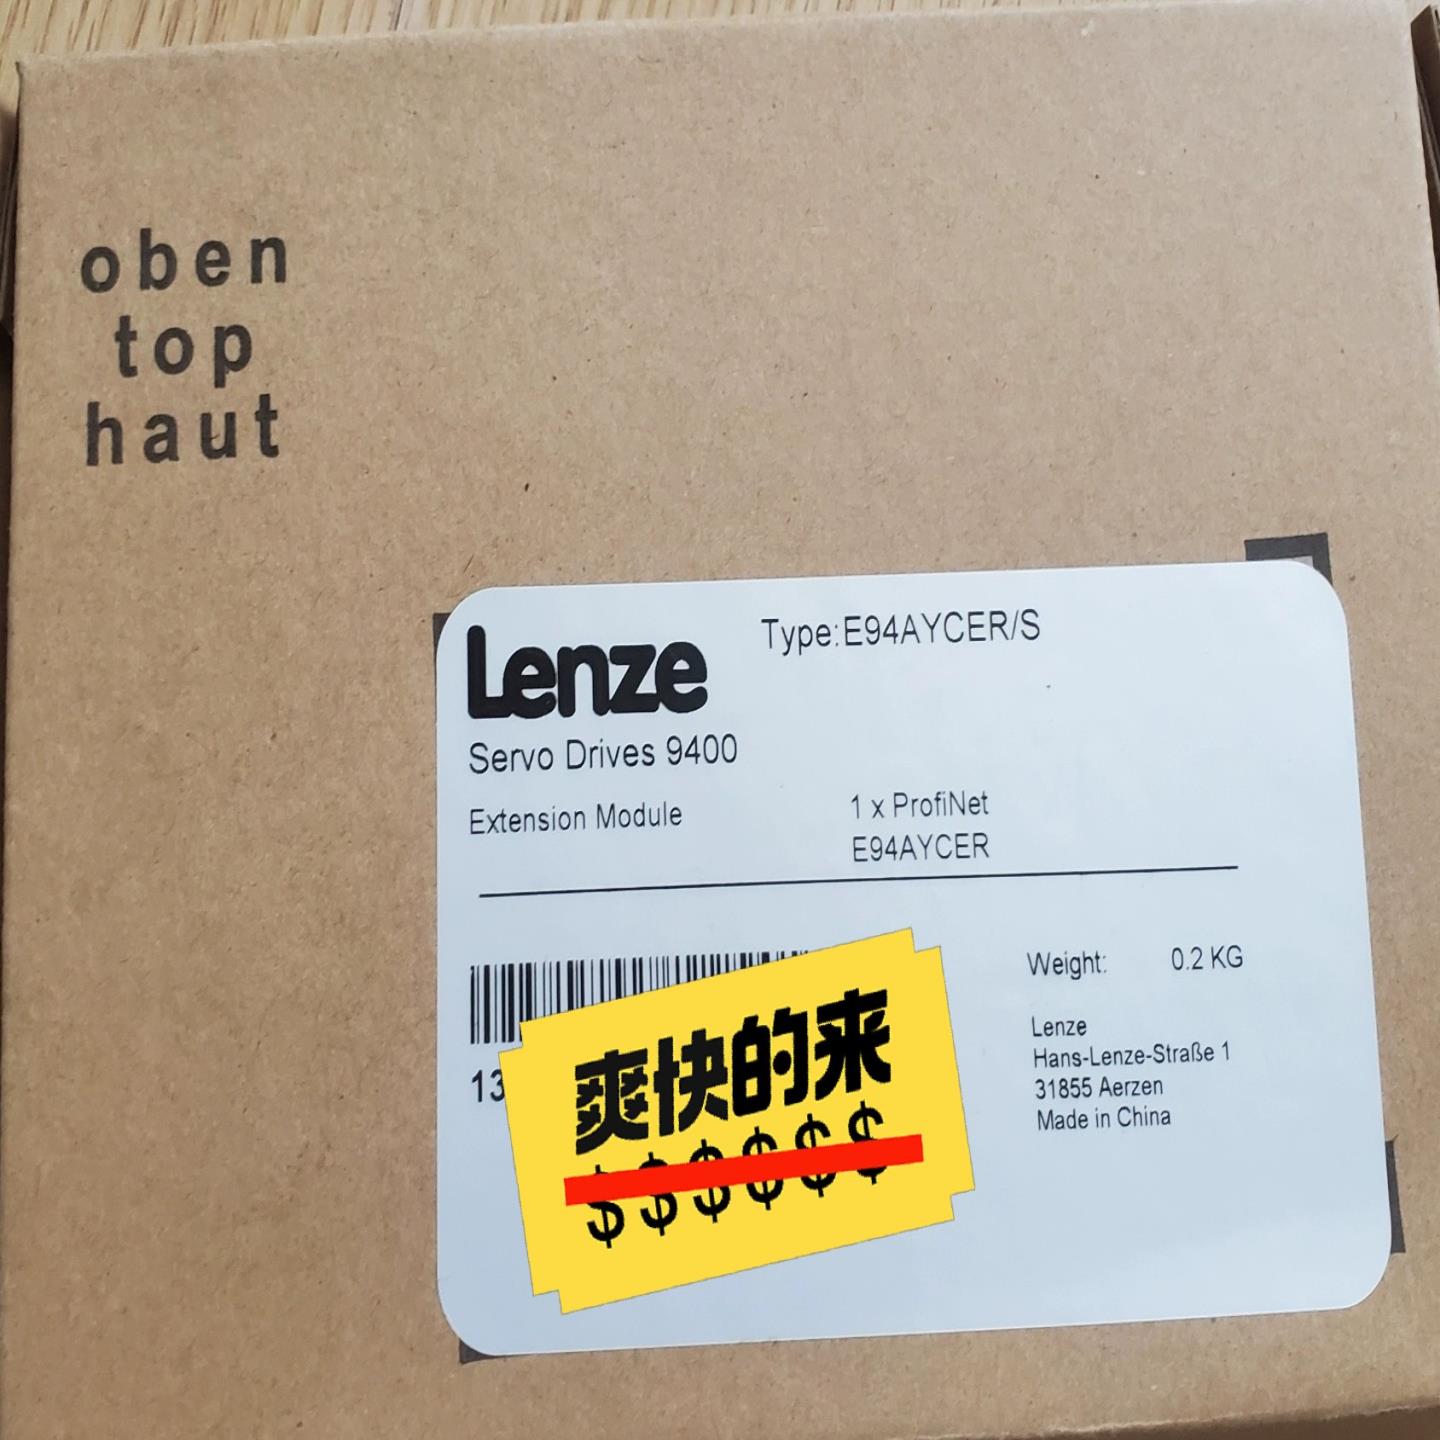 oben
top
haut
Lenze
Type:E94AYCER/S
Servo Drives 9400
Extension Module
1 x ProfiNet
E94AYCER
Weight: 0.2 KG
13
Lenze
Hans-Lenze-Straße 1
31855 Aerzen
Made in China
爽快的来
$$$$$$